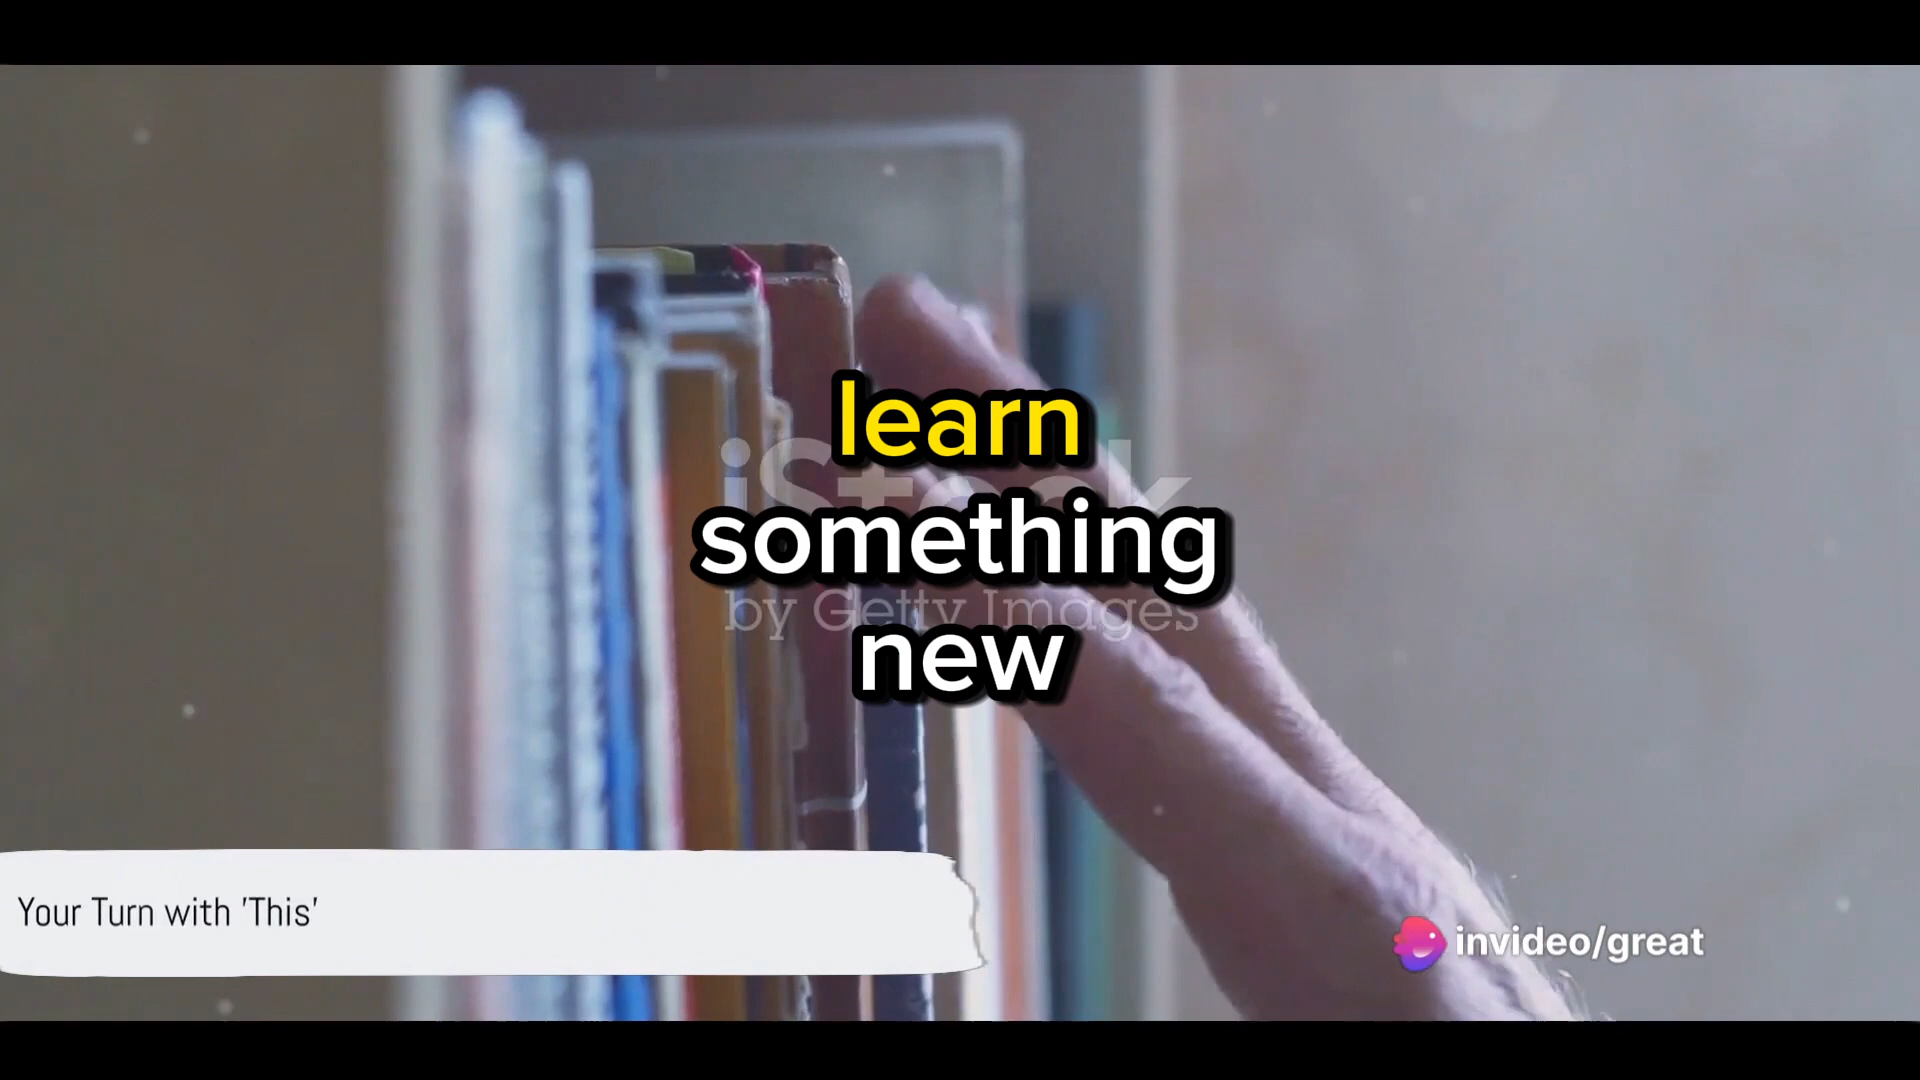 learn
iStock
something
by Getty Images
new
Your Turn with 'This'
invideo/great